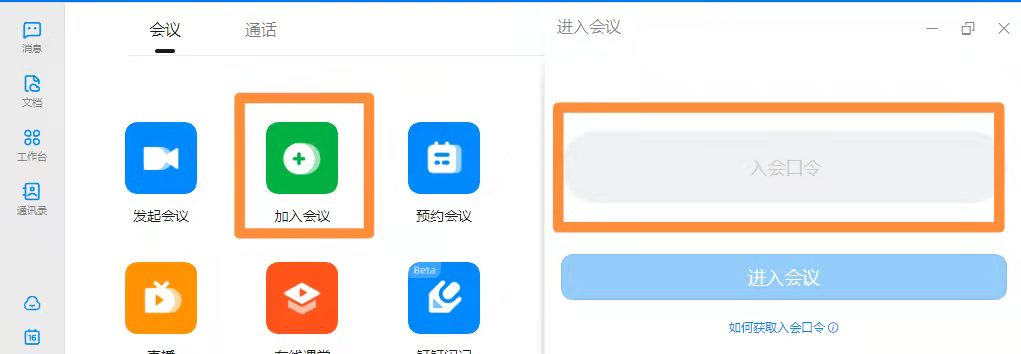 会议 通话
消息
文档
工作台
通讯录
16
发起会议 加入会议 预约会议
Beta
进入会议
入会口令
进入会议
如何获取入会口令